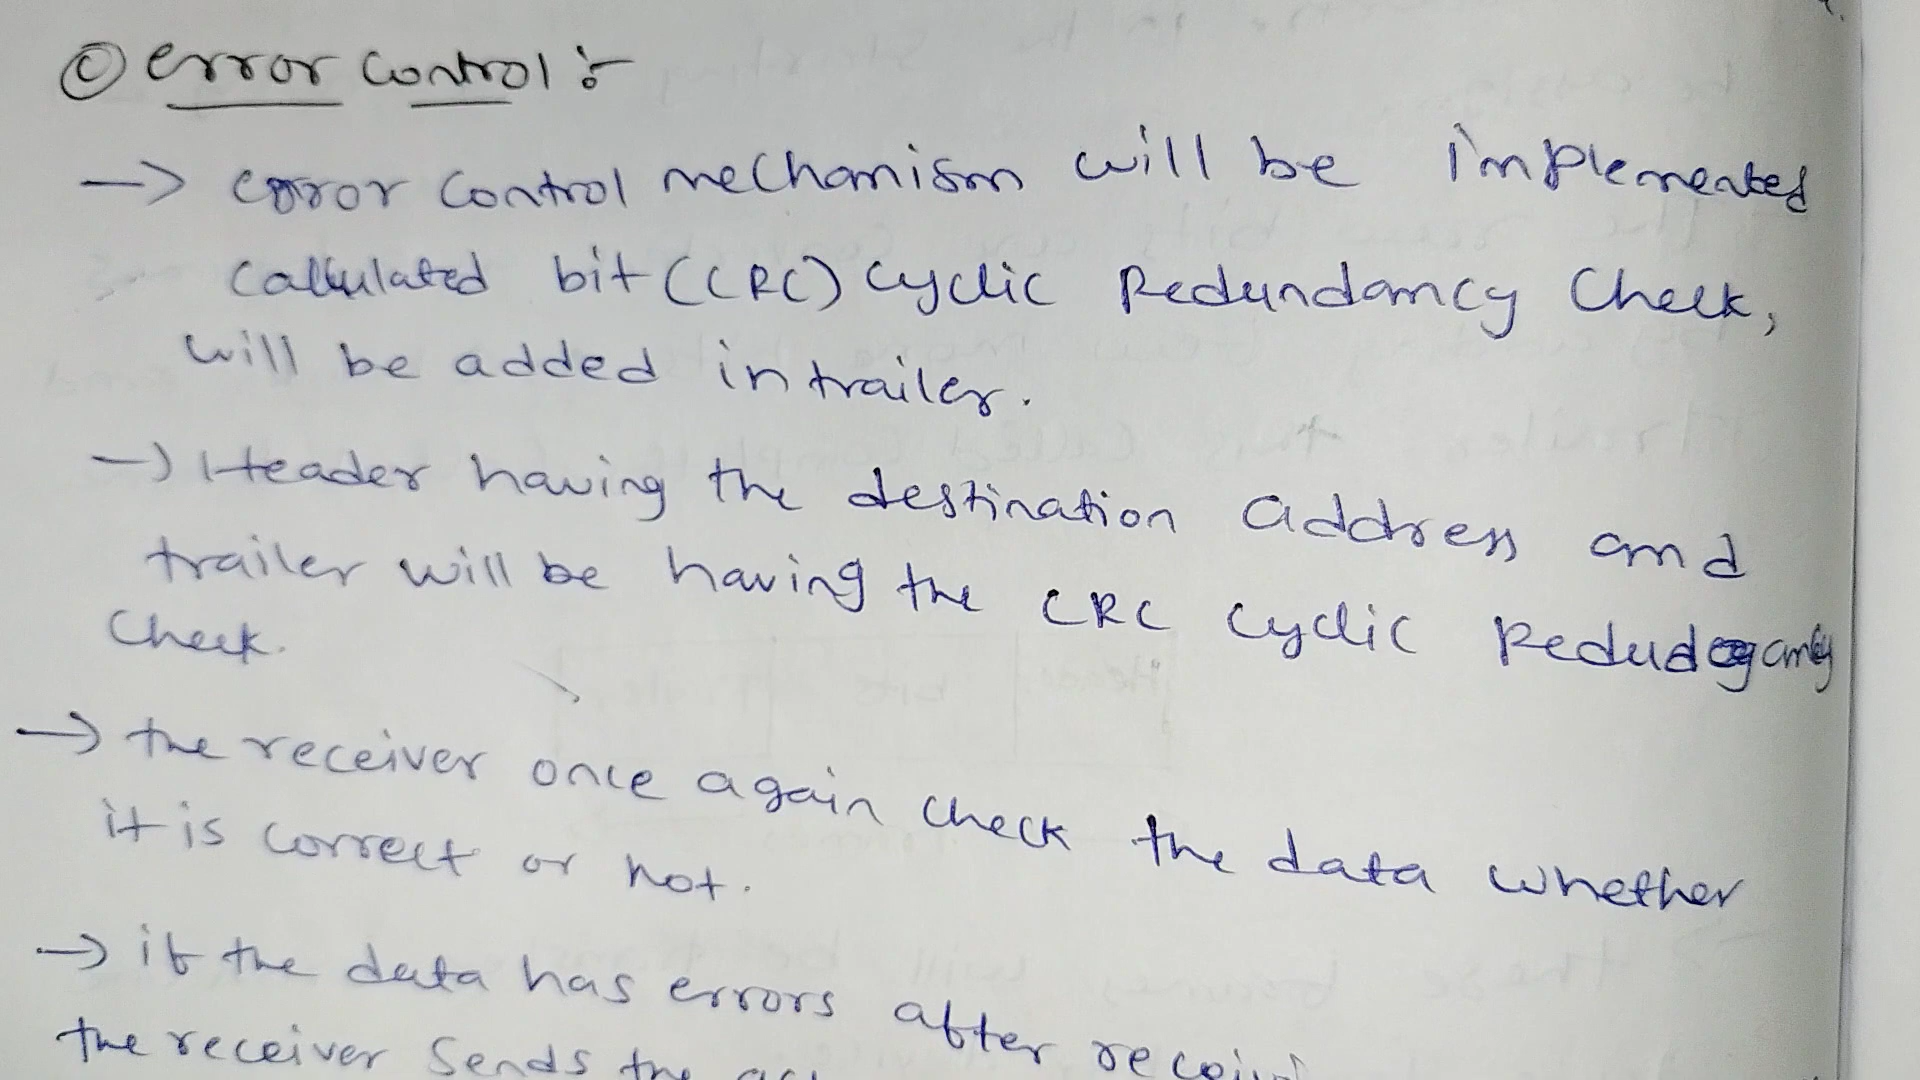 © error control :-
-> error control mechanism will be implemented
calculated bit (CRC) cyclic Redundancy Check,
will be added in trailer.
-> Header having the destination address and
trailer will be having the CRC cyclic
Check.
-> the receiver once again check the data whether
it is correct or not.
-> if the data has errors after
the receiver sends the